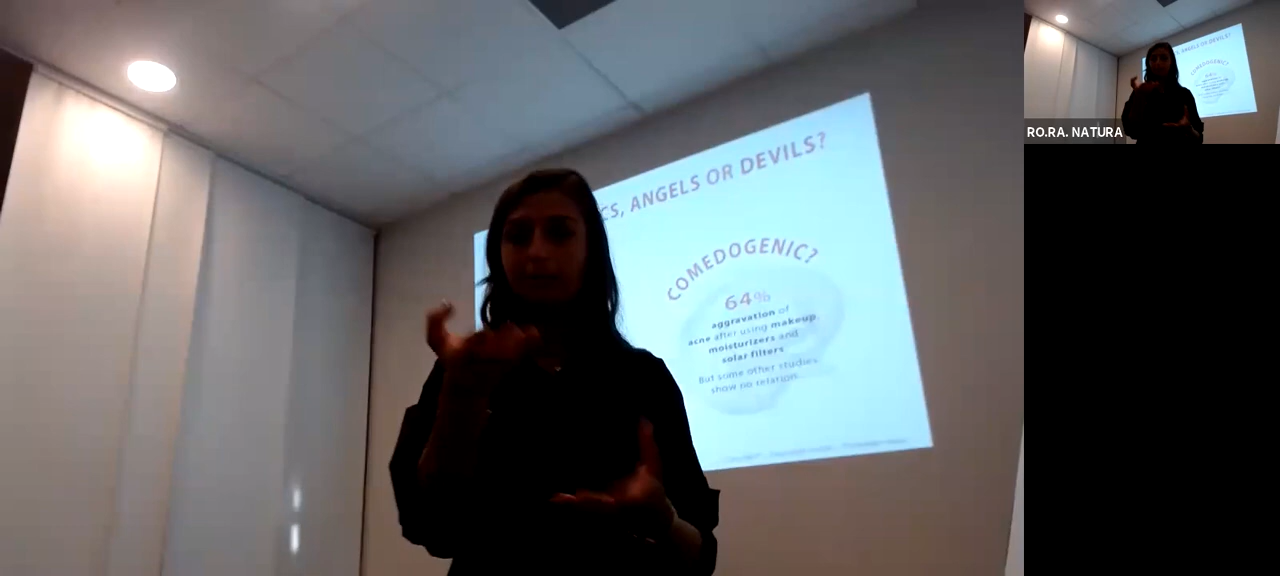 CS, ANGELS OR DEVILS?
COMEDOGENIC?
64%
aggravation of
acne after using makeup,
moisturizers and
solar filters
But some other studies
show no relation...
RO.RA. NATURA